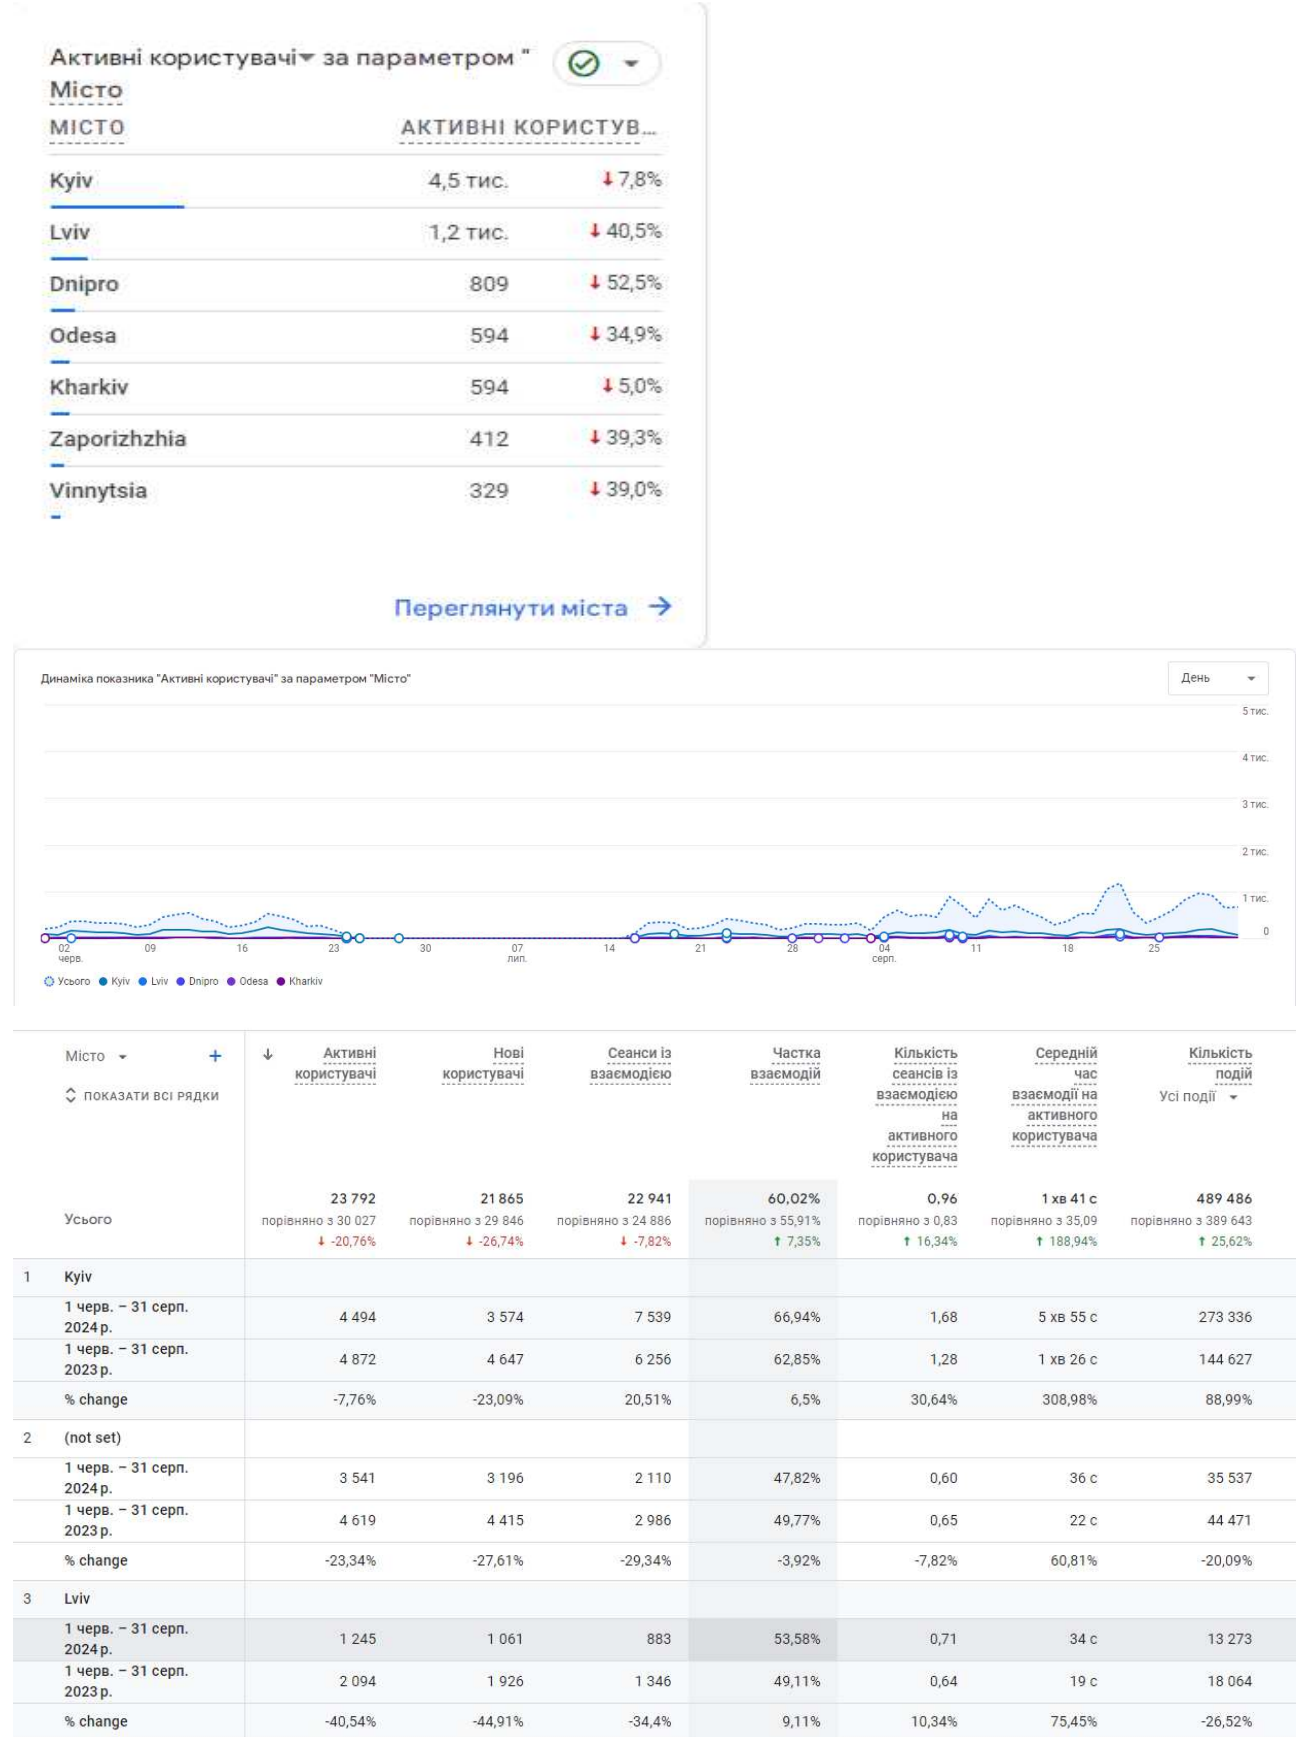 Активні користувачі за параметром "
Місто
МІСТО АКТИВНІ КОРИСТУВ...
Kyiv 4,5 тис. ↓ 7,8%
Lviv 1,2 тис. ↓ 40,5%
Dnipro 809 ↓ 52,5%
Odesa 594 ↓ 34,9%
Kharkiv 594 ↓ 5,0%
Zaporizhzhia 412 ↓ 39,3%
Vinnytsia 329 ↓ 39,0%
Переглянути міста →
Динаміка показника "Активні користувачі" за параметром "Місто" День
5 тис.
4 тис.
3 тис.
2 тис.
1 тис.
0
02 09 16 23 30 07 14 21 28 04 11 18 25
черв. лип. серп.
Усього Kyiv Lviv Dnipro Odesa Kharkiv
Місто + ↓ Активні Нові Сеанси із Частка Кількість Середній Кількість
користувачі користувачі взаємодією взаємодій сеансів із час подій
ПОКАЗАТИ ВСІ РЯДКИ взаємодією взаємодії на Усі події
на активного
активного користувача
користувача
23 792 21 865 22 941 60,02% 0,96 1 хв 41 с 489 486
Усього порівняно з 30 027 порівняно з 29 846 порівняно з 24 886 порівняно з 55,91% порівняно з 0,83 порівняно з 35,09 порівняно з 389 643
↓ -20,76% ↓ -26,74% ↓ -7,82% ↑ 7,35% ↑ 16,34% ↑ 188,94% ↑ 25,62%
1 Kyiv
1 черв. – 31 серп.
2024 р. 4 494 3 574 7 539 66,94% 1,68 5 хв 55 с 273 336
1 черв. – 31 серп.
2023 р. 4 872 4 647 6 256 62,85% 1,28 1 хв 26 с 144 627
% change -7,76% -23,09% 20,51% 6,5% 30,64% 308,98% 88,99%
2 (not set)
1 черв. – 31 серп.
2024 р. 3 541 3 196 2 110 47,82% 0,60 36 с 35 537
1 черв. – 31 серп.
2023 р. 4 619 4 415 2 986 49,77% 0,65 22 с 44 471
% change -23,34% -27,61% -29,34% -3,92% -7,82% 60,81% -20,09%
3 Lviv
1 черв. – 31 серп.
2024 р. 1 245 1 061 883 53,58% 0,71 34 с 13 273
1 черв. – 31 серп.
2023 р. 2 094 1 926 1 346 49,11% 0,64 19 с 18 064
% change -40,54% -44,91% -34,4% 9,11% 10,34% 75,45% -26,52%